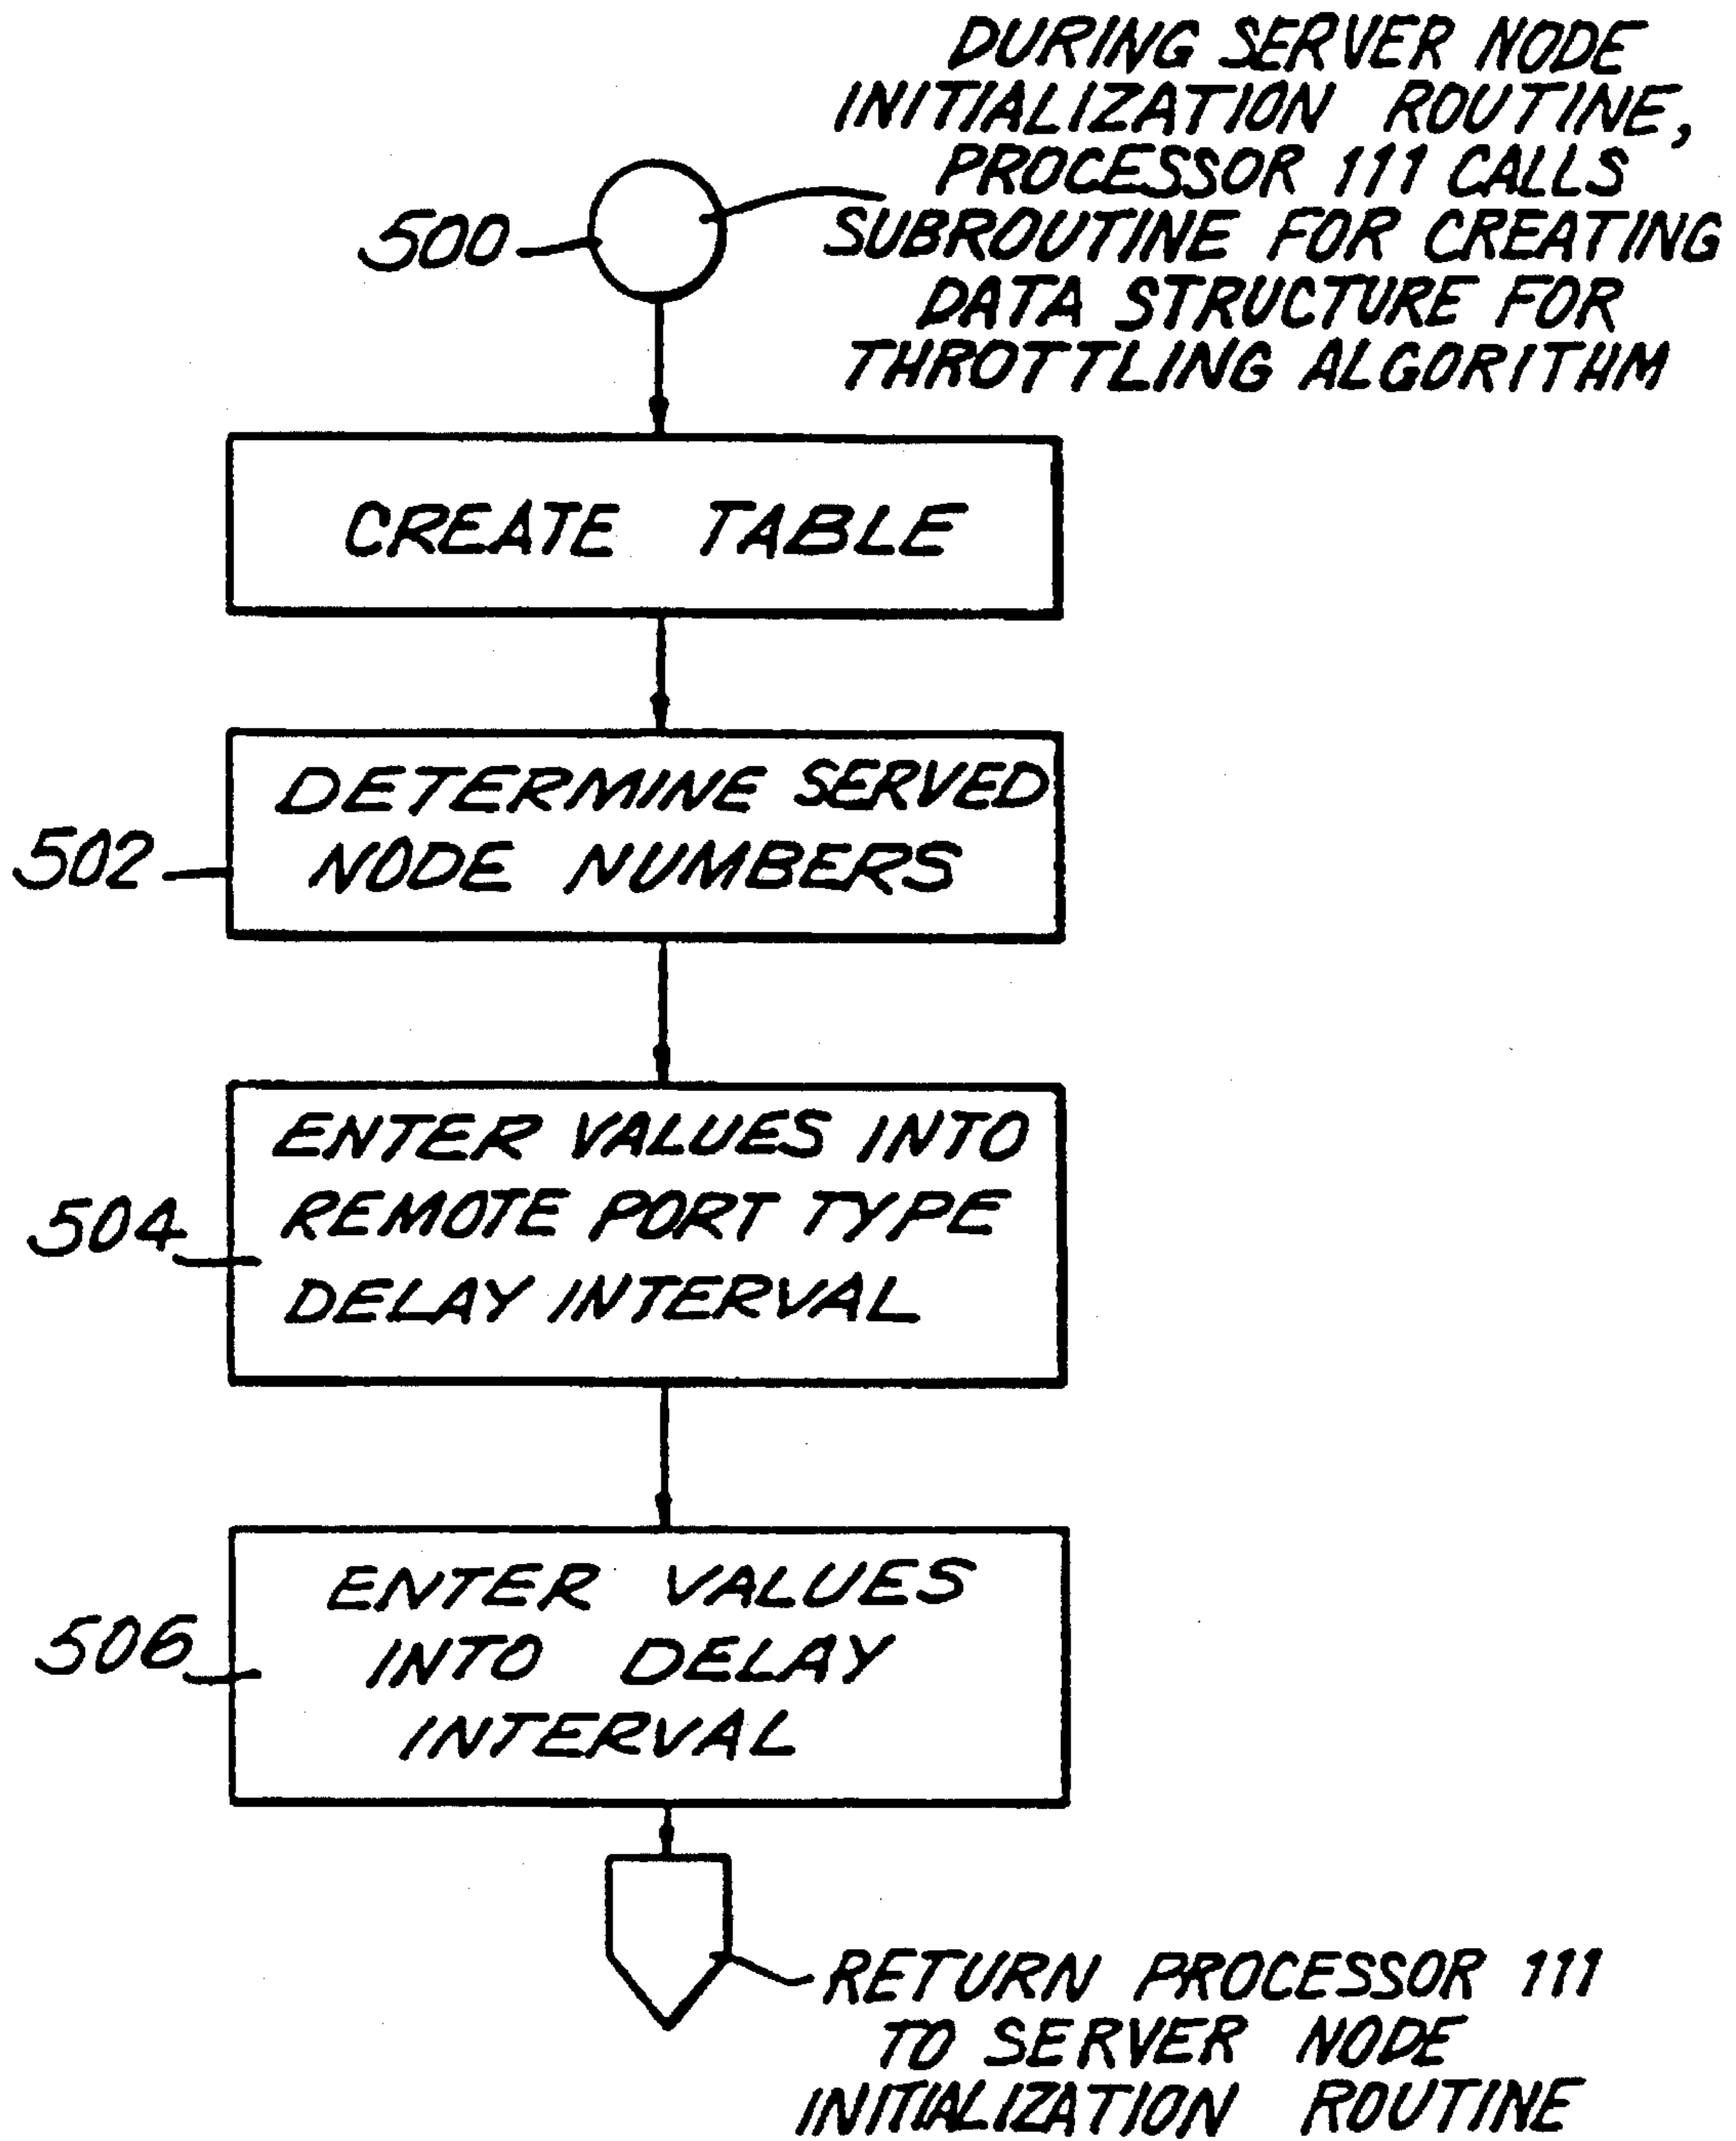 DURING SERVER NODE
INITIALIZATION ROUTINE,
PROCESSOR 111 CALLS
SUBROUTINE FOR CREATING
DATA STRUCTURE FOR
THROTTLING ALGORITHM
500
CREATE TABLE
DETERMINE SERVED
NODE NUMBERS
502
ENTER VALUES INTO
REMOTE PORT TYPE
DELAY INTERVAL
504
ENTER VALUES
INTO DELAY
INTERVAL
506
RETURN PROCESSOR 111
TO SERVER NODE
INITIALIZATION ROUTINE